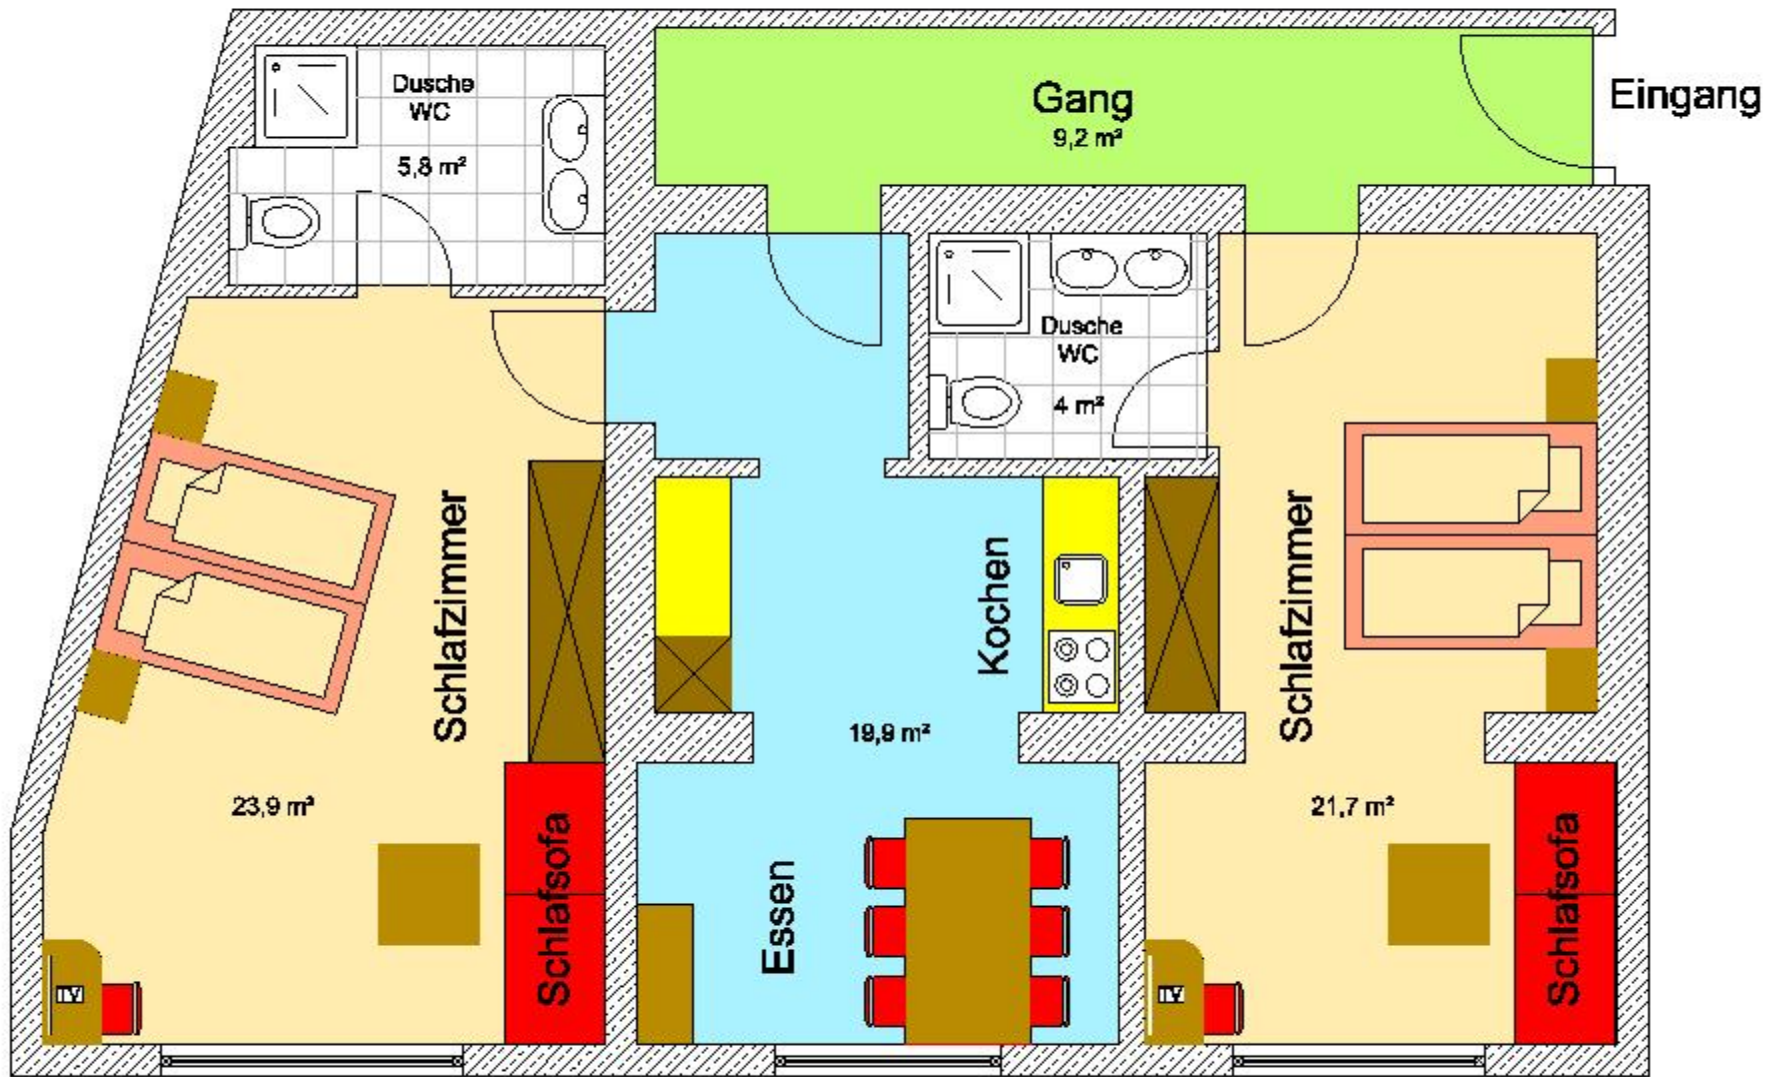 Dusche
WC
5,8 m²
Gang
9,2 m²
Eingang
Dusche
WC
4 m²
Schlafzimmer
23,9 m²
Schlafsofa
TV
Kochen
19,9 m²
Essen
Schlafzimmer
21,7 m²
Schlafsofa
TV